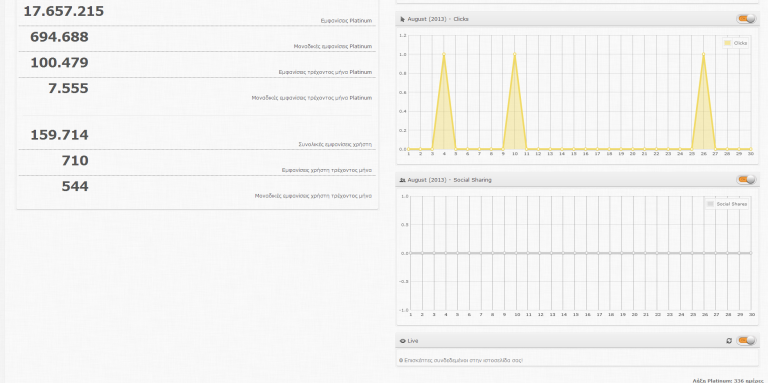 17.657.215
Εμφανίσεις Platinum
694.688
Μοναδικές εμφανίσεις Platinum
100.479
Εμφανίσεις τρέχοντος μήνα Platinum
7.555
Μοναδικές εμφανίσεις τρέχοντος μήνα Platinum
159.714
Συνολικές εμφανίσεις χρήστη
710
Εμφανίσεις χρήστη τρέχοντος μήνα
544
Μοναδικές εμφανίσεις χρήστη τρέχοντος μήνα
August (2013) - Clicks
Clicks
1.2
1.0
0.8
0.6
0.4
0.2
0.0
1 2 3 4 5 6 7 8 9 10 11 12 13 14 15 16 17 18 19 20 21 22 23 24 25 26 27 28 29 30
August (2013) - Social Sharing
Social Shares
1.0
0.5
0.0
-0.5
-1.0
1 2 3 4 5 6 7 8 9 10 11 12 13 14 15 16 17 18 19 20 21 22 23 24 25 26 27 28 29 30
Live
0 Επισκέπτες συνδεδεμένοι στην ιστοσελίδα σας!
Λήξη Platinum: 336 ημέρες